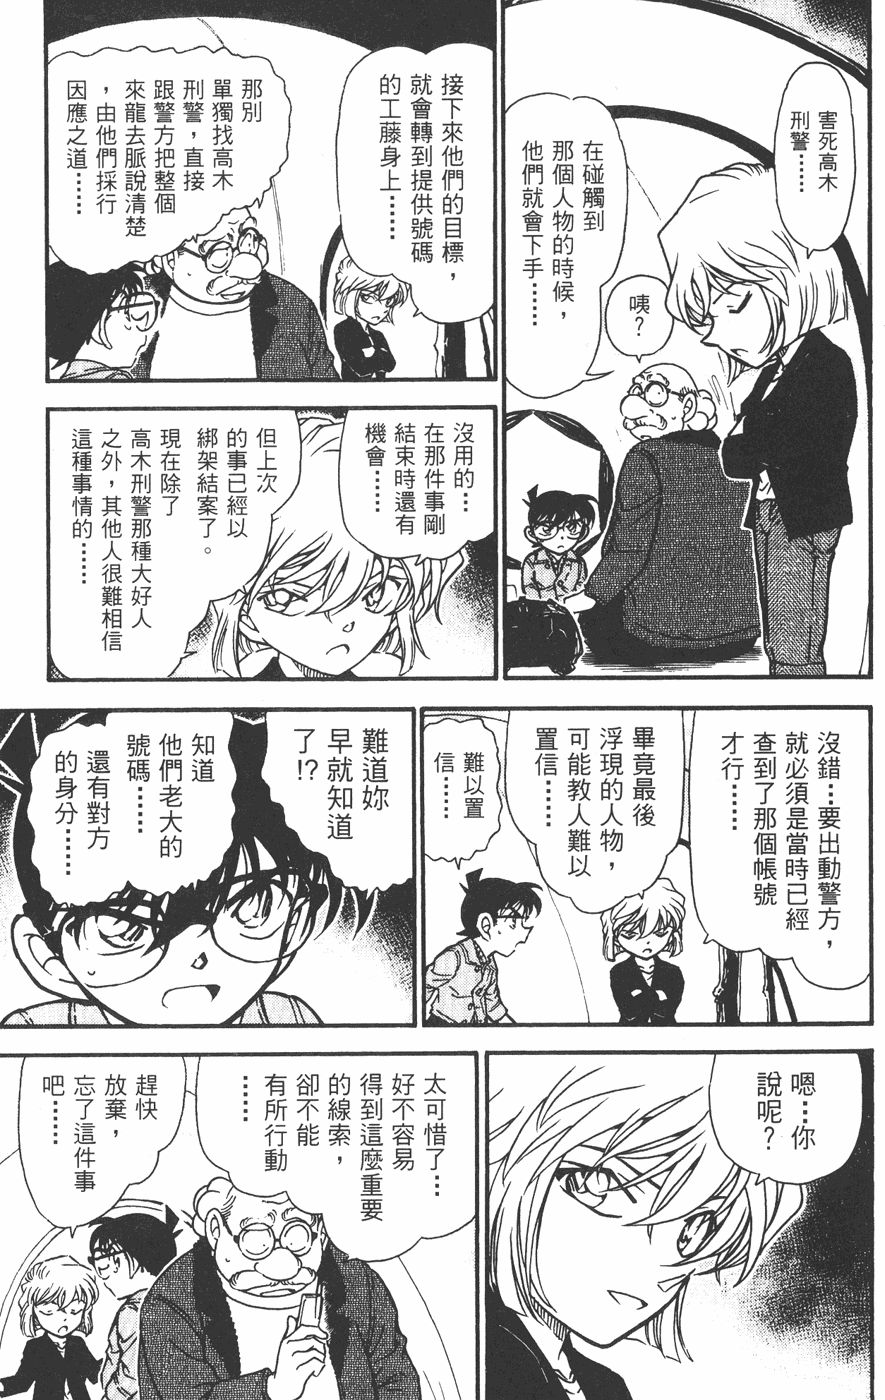 害死高木
刑警……
在碰觸到
那個人物的時候，
他們就會下手……
咦？
接下來他們的目標，
就會轉到提供號碼
的工藤身上……
那別
單獨找高木
刑警，直接
跟警方把整個
來龍去脈說清楚
，由他們採行
因應之道……
沒用的…
在那件事剛
結束時還有
機會……
但上次
的事已經以
綁架結案了。
現在除了
高木刑警那種大好人
之外，其他人很難相信
這種事情的……
沒錯…要出動警方，
就必須是當時已經
查到了那個帳號
才行……
畢竟最後
浮現的人物，
可能教人難以
置信……
難以置
信……
難道妳
早就知道
了!?
知道
他們老大的
號碼……
還有對方
的身分……
嗯…你
說呢？
太可惜了…
好不容易
得到這麼重要
的線索，
卻不能
有所行動
……
趕快
放棄，
忘了這件事
吧……